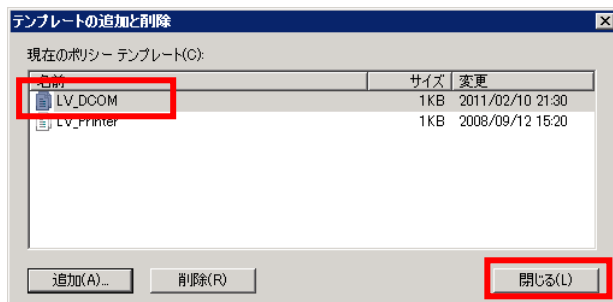 テンプレートの追加と削除
現在のポリシー テンプレート(C):
名前 サイズ 変更
LV_DCOM 1KB 2011/02/10 21:30
LV_Printer 1KB 2008/09/12 15:20
追加(A)... 削除(R) 閉じる(L)